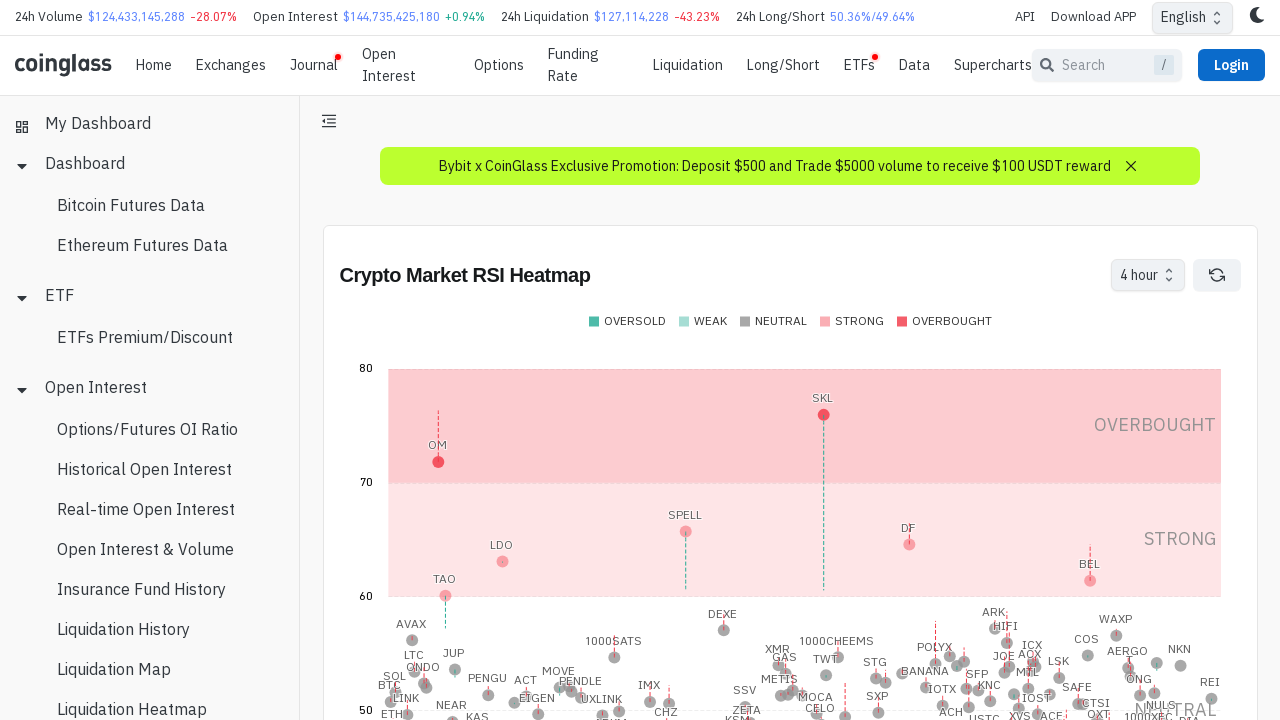 24h Volume $124,433,145,288 -28.07% Open Interest $144,735,425,180 +0.94% 24h Liquidation $127,114,228 -43.23% 24h Long/Short 50.36%/49.64% API Download APP English
coinglass Home Exchanges Journal Open Interest Options Funding Rate Liquidation Long/Short ETFs Data Supercharts Search / Login
My Dashboard
Dashboard
Bitcoin Futures Data
Ethereum Futures Data
ETF
ETFs Premium/Discount
Open Interest
Options/Futures OI Ratio
Historical Open Interest
Real-time Open Interest
Open Interest & Volume
Insurance Fund History
Liquidation History
Liquidation Map
Liquidation Heatmap
Bybit x CoinGlass Exclusive Promotion: Deposit $500 and Trade $5000 volume to receive $100 USDT reward
Crypto Market RSI Heatmap
4 hour
OVERSOLD WEAK NEUTRAL STRONG OVERBOUGHT
80
SKL
OVERBOUGHT
OM
70
SPELL
DF
STRONG
LDO
BEL
TAO
60
DEXE
ARK
WAXP
AVAX
HIFI
1000SATS
1000CHEEMS
COS
POLYX
ICX
XMR
NKN
AERGO
JUP
LTC
GAS
JOE
AOX
TWT
STG
LSK
ONDO
MOVE
BANANA
MTL
SOL
SFP
PENGU
ACT
PENDLE
METIS
ONG
REI
BTC
IMX
KNC
SAFE
SSV
IOTX
LINK
EIGEN
UXLINK
MOCA
SXP
IOST
CTSI
NULS
NEAR
CELO
ZETA
NEUTRAL
50
ETH
KAS
CHZ
ACH
XVS
ACE